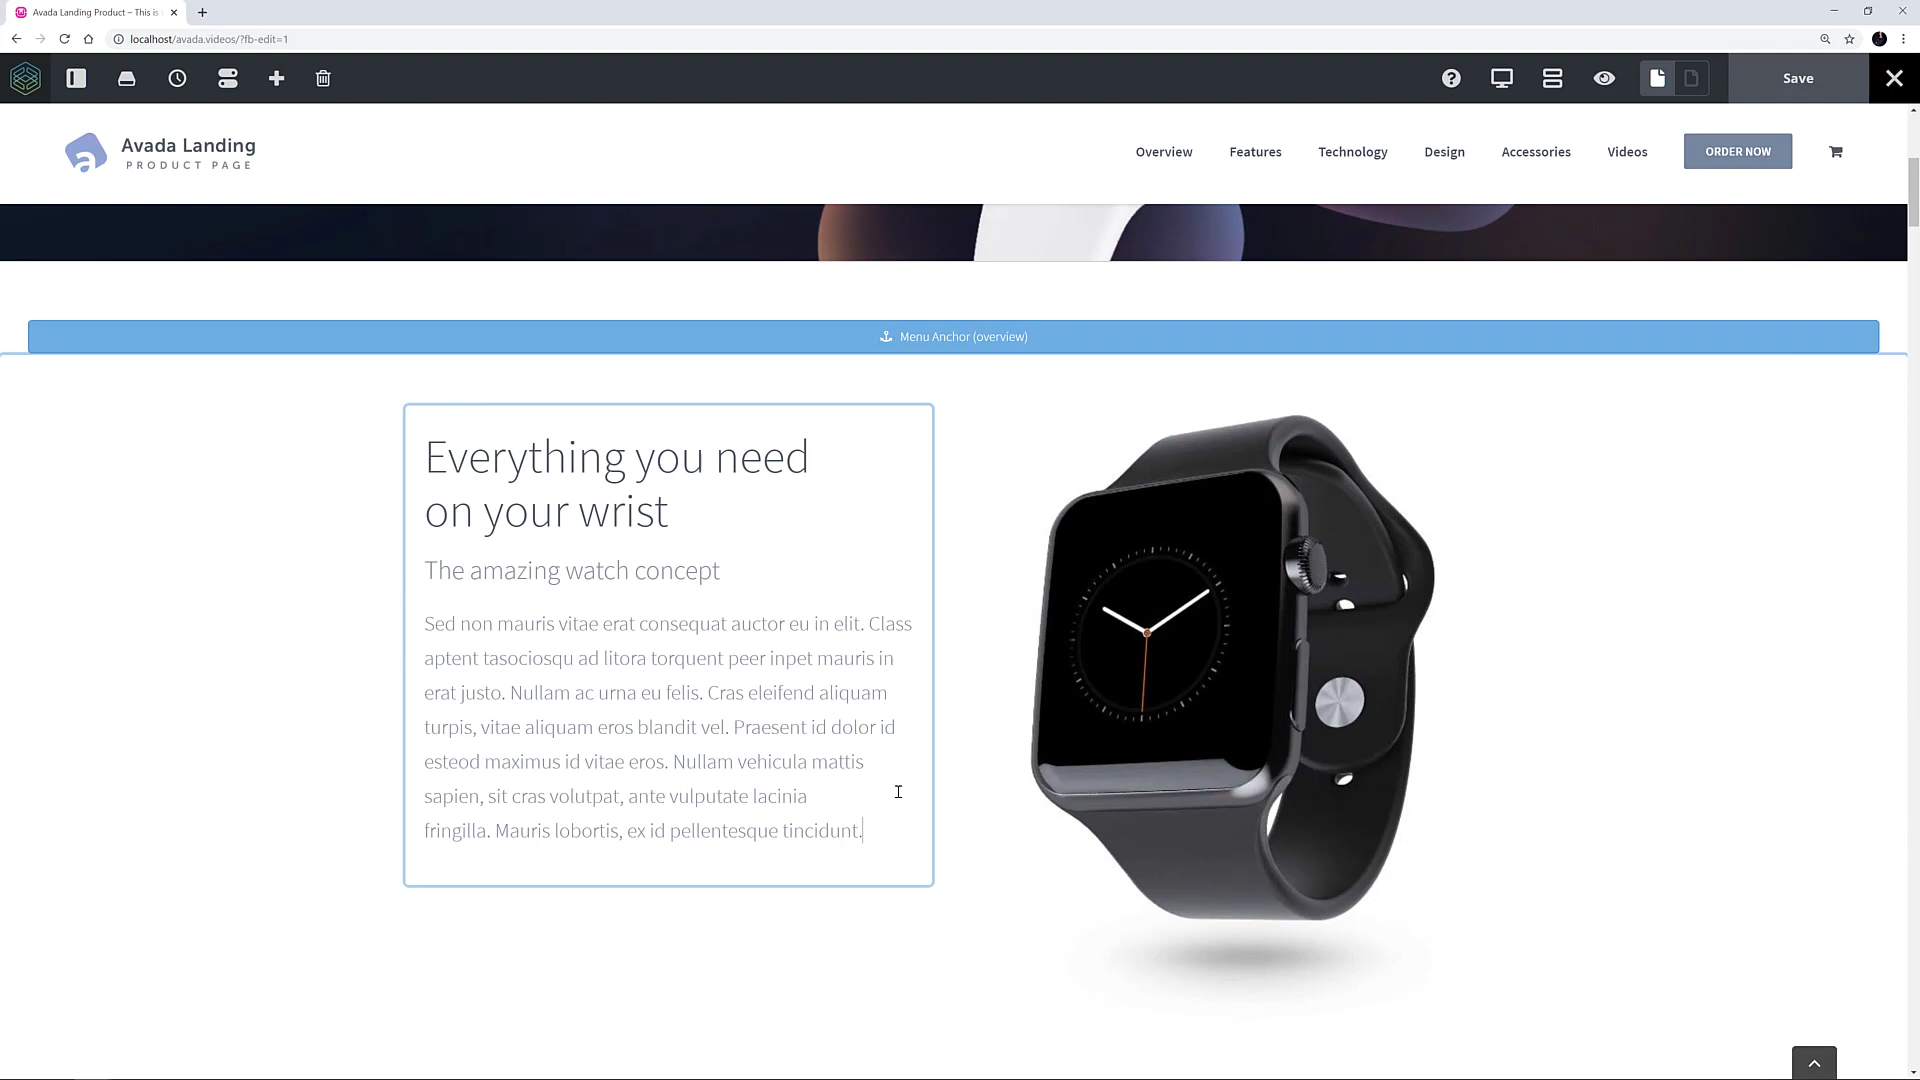 Avada Landing Product – This is
localhost/avada.videos/?fb-edit=1
Save
Avada Landing
PRODUCT PAGE
Overview
Features
Technology
Design
Accessories
Videos
ORDER NOW
Menu Anchor (overview)
Everything you need
on your wrist
The amazing watch concept
Sed non mauris vitae erat consequat auctor eu in elit. Class
aptent tasociosqu ad litora torquent peer inpet mauris in
erat justo. Nullam ac urna eu felis. Cras eleifend aliquam
turpis, vitae aliquam eros blandit vel. Praesent id dolor id
esteod maximus id vitae eros. Nullam vehicula mattis
sapien, sit cras volutpat, ante vulputate lacinia
fringilla. Mauris lobortis, ex id pellentesque tincidunt.